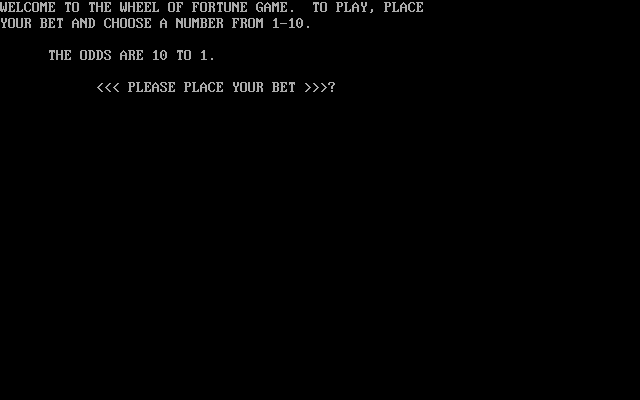 WELCOME TO THE WHEEL OF FORTUNE GAME.  TO PLAY, PLACE
YOUR BET AND CHOOSE A NUMBER FROM 1-10.
THE ODDS ARE 10 TO 1.
<<< PLEASE PLACE YOUR BET >>>?